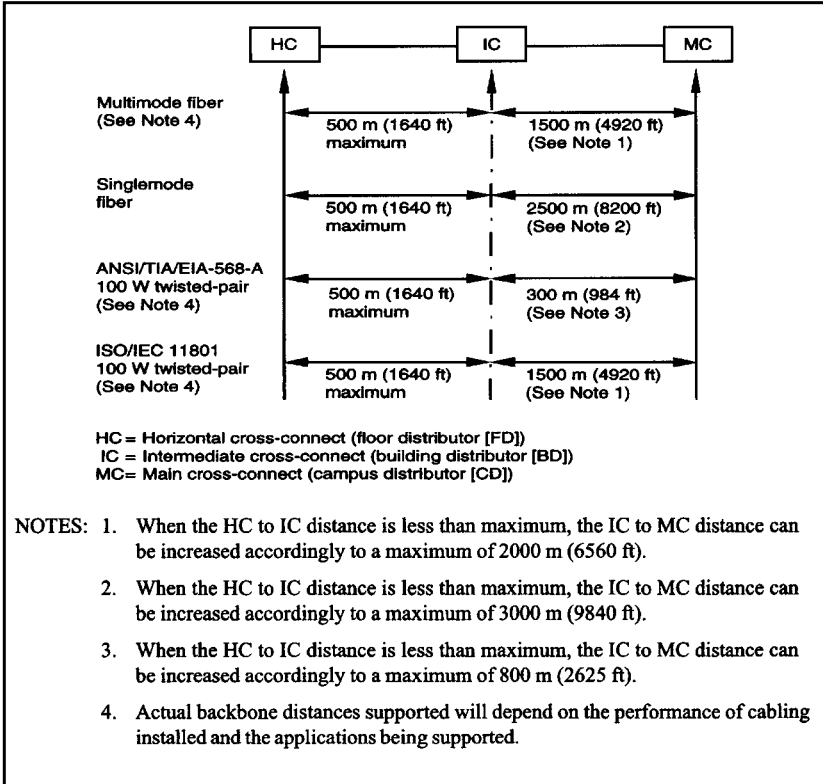 HC IC MC
Multimode fiber
(See Note 4)
500 m (1640 ft)
maximum
1500 m (4920 ft)
(See Note 1)
Singlemode
fiber
500 m (1640 ft)
maximum
2500 m (8200 ft)
(See Note 2)
ANSI/TIA/EIA-568-A
100 W twisted-pair
(See Note 4)
500 m (1640 ft)
maximum
300 m (984 ft)
(See Note 3)
ISO/IEC 11801
100 W twisted-pair
(See Note 4)
500 m (1640 ft)
maximum
1500 m (4920 ft)
(See Note 1)
HC = Horizontal cross-connect (floor distributor [FD])
IC = Intermediate cross-connect (building distributor [BD])
MC= Main cross-connect (campus distributor [CD])
NOTES: 1. When the HC to IC distance is less than maximum, the IC to MC distance can
be increased accordingly to a maximum of 2000 m (6560 ft).
2. When the HC to IC distance is less than maximum, the IC to MC distance can
be increased accordingly to a maximum of 3000 m (9840 ft).
3. When the HC to IC distance is less than maximum, the IC to MC distance can
be increased accordingly to a maximum of 800 m (2625 ft).
4. Actual backbone distances supported will depend on the performance of cabling
installed and the applications being supported.